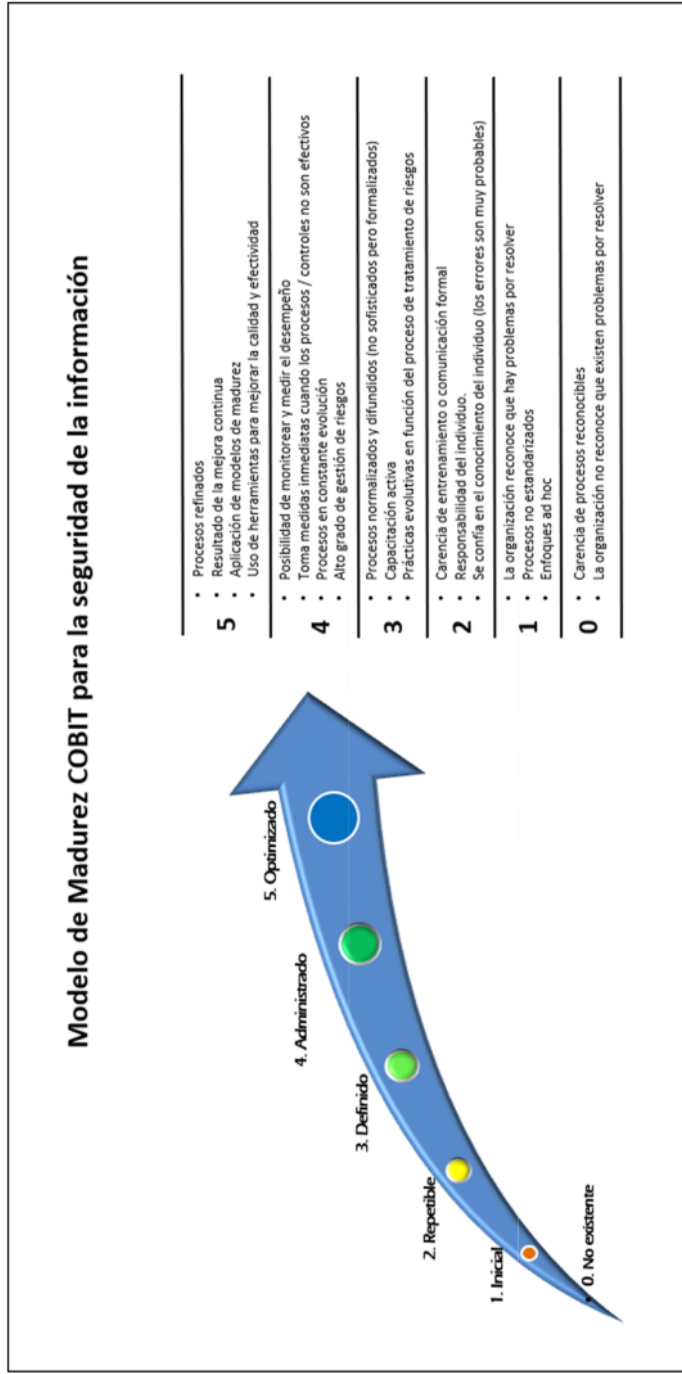 Modelo de Madurez COBIT para la seguridad de la información
5. Optimizado
4. Administrado
3. Definido
2. Repetible
1. Inicial
0. No existente
5
• Procesos refinados
• Resultado de la mejora continua
• Aplicación de modelos de madurez
• Uso de herramientas para mejorar la calidad y efectividad
4
• Posibilidad de monitorear y medir el desempeño
• Toma medidas inmediatas cuando los procesos / controles no son efectivos
• Procesos en constante evolución
• Alto grado de gestión de riesgos
3
• Procesos normalizados y difundidos (no sofisticados pero formalizados)
• Capacitación activa
• Prácticas evolutivas en función del proceso de tratamiento de riesgos
2
• Carencia de entrenamiento o comunicación formal
• Responsabilidad del individuo.
• Se confía en el conocimiento del individuo (los errores son muy probables)
1
• La organización reconoce que hay problemas por resolver
• Procesos no estandarizados
• Enfoques ad hoc
0
• Carencia de procesos reconocibles
• La organización no reconoce que existen problemas por resolver